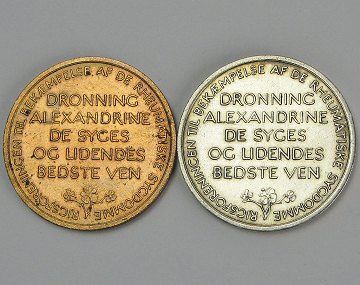 RIGSFORENINGEN TIL BEKÆMPELSE AF DE RHEUMATISKE SYGDOMME
DRONNING
ALEXANDRINE
DE SYGES
OG LIDENDES
BEDSTE VEN
RIGSFORENINGEN TIL BEKÆMPELSE AF DE RHEUMATISKE SYGDOMME
DRONNING
ALEXANDRINE
DE SYGES
OG LIDENDES
BEDSTE VEN